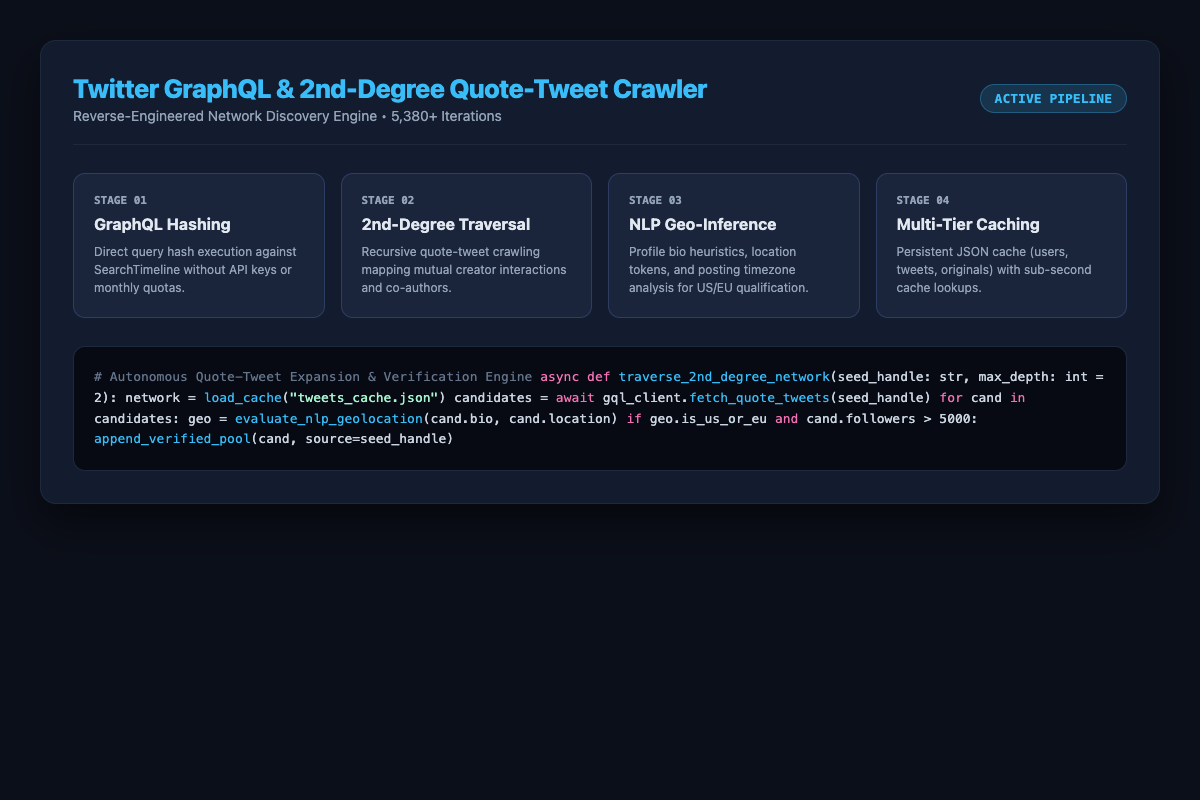 Twitter GraphQL & 2nd-Degree Quote-Tweet Crawler
Reverse-Engineered Network Discovery Engine • 5,380+ Iterations
ACTIVE PIPELINE
STAGE 01
GraphQL Hashing
Direct query hash execution against
SearchTimeline without API keys or
monthly quotas.
STAGE 02
2nd-Degree Traversal
Recursive quote-tweet crawling
mapping mutual creator interactions
and co-authors.
STAGE 03
NLP Geo-Inference
Profile bio heuristics, location
tokens, and posting timezone
analysis for US/EU qualification.
STAGE 04
Multi-Tier Caching
Persistent JSON cache (users,
tweets, originals) with sub-second
cache lookups.
# Autonomous Quote-Tweet Expansion & Verification Engine async def traverse_2nd_degree_network(seed_handle: str, max_depth: int =
2): network = load_cache("tweets_cache.json") candidates = await gql_client.fetch_quote_tweets(seed_handle) for cand in
candidates: geo = evaluate_nlp_geolocation(cand.bio, cand.location) if geo.is_us_or_eu and cand.followers > 5000:
append_verified_pool(cand, source=seed_handle)